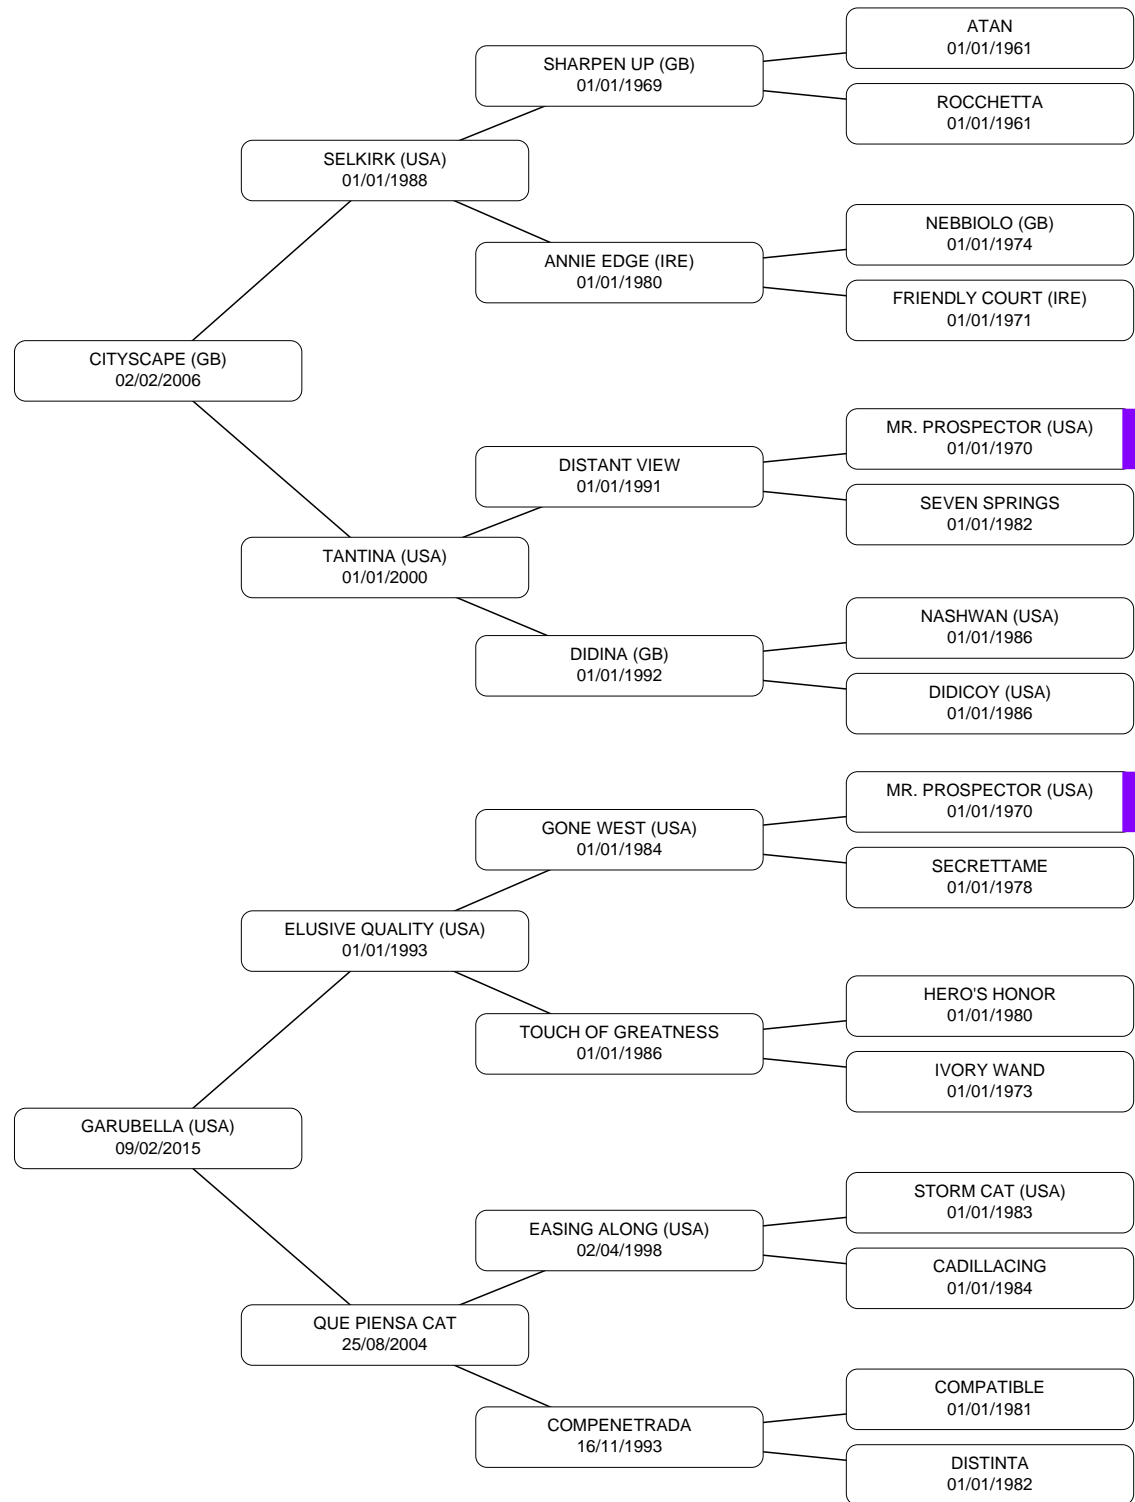 ATAN
01/01/1961
SHARPEN UP (GB)
01/01/1969
ROCCHETTA
01/01/1961
SELKIRK (USA)
01/01/1988
NEBBIOLO (GB)
01/01/1974
ANNIE EDGE (IRE)
01/01/1980
FRIENDLY COURT (IRE)
01/01/1971
CITYSCAPE (GB)
02/02/2006
MR. PROSPECTOR (USA)
01/01/1970
DISTANT VIEW
01/01/1991
SEVEN SPRINGS
01/01/1982
TANTINA (USA)
01/01/2000
NASHWAN (USA)
01/01/1986
DIDINA (GB)
01/01/1992
DIDICOY (USA)
01/01/1986
MR. PROSPECTOR (USA)
01/01/1970
GONE WEST (USA)
01/01/1984
SECRETTAME
01/01/1978
ELUSIVE QUALITY (USA)
01/01/1993
HERO'S HONOR
01/01/1980
TOUCH OF GREATNESS
01/01/1986
IVORY WAND
01/01/1973
GARUBELLA (USA)
09/02/2015
STORM CAT (USA)
01/01/1983
EASING ALONG (USA)
02/04/1998
CADILLACING
01/01/1984
QUE PIENSA CAT
25/08/2004
COMPATIBLE
01/01/1981
COMPENETRADA
16/11/1993
DISTINTA
01/01/1982